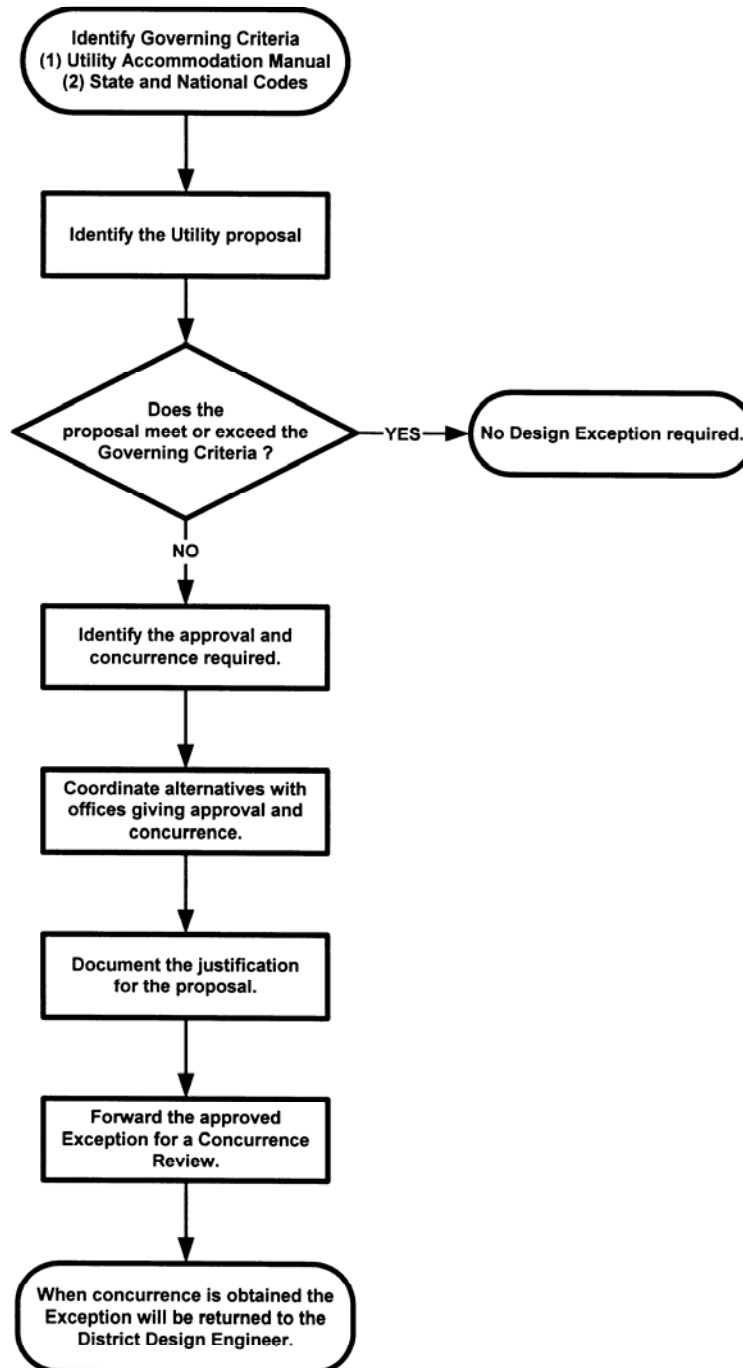 Identify Governing Criteria
(1) Utility Accommodation Manual
(2) State and National Codes
Identify the Utility proposal
Does the
proposal meet or exceed the
Governing Criteria ?
YES
No Design Exception required.
NO
Identify the approval and
concurrence required.
Coordinate alternatives with
offices giving approval and
concurrence.
Document the justification
for the proposal.
Forward the approved
Exception for a Concurrence
Review.
When concurrence is obtained the
Exception will be returned to the
District Design Engineer.